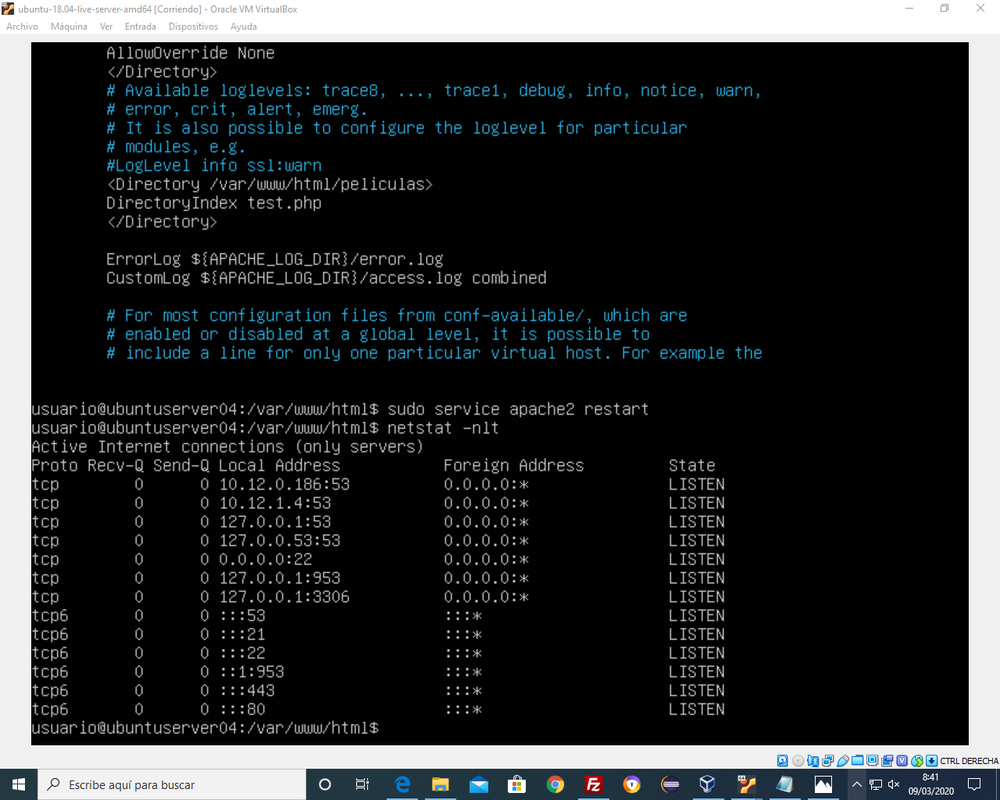 ubuntu-18.04-live-server-amd64 [Corriendo] - Oracle VM VirtualBox
Archivo Máquina Ver Entrada Dispositivos Ayuda
AllowOverride None
</Directory>
# Available loglevels: trace8, ..., trace1, debug, info, notice, warn,
# error, crit, alert, emerg.
# It is also possible to configure the loglevel for particular
# modules, e.g.
#LogLevel info ssl:warn
<Directory /var/www/html/peliculas>
DirectoryIndex test.php
</Directory>
ErrorLog ${APACHE_LOG_DIR}/error.log
CustomLog ${APACHE_LOG_DIR}/access.log combined
# For most configuration files from conf-available/, which are
# enabled or disabled at a global level, it is possible to
# include a line for only one particular virtual host. For example the
usuario@ubuntuserver04:/var/www/html$ sudo service apache2 restart
usuario@ubuntuserver04:/var/www/html$ netstat -nlt
Active Internet connections (only servers)
Proto Recv-Q Send-Q Local Address Foreign Address State
tcp 0 0 10.12.0.186:53 0.0.0.0:* LISTEN
tcp 0 0 10.12.1.4:53 0.0.0.0:* LISTEN
tcp 0 0 127.0.0.1:53 0.0.0.0:* LISTEN
tcp 0 0 127.0.0.53:53 0.0.0.0:* LISTEN
tcp 0 0 0.0.0.0:22 0.0.0.0:* LISTEN
tcp 0 0 127.0.0.1:953 0.0.0.0:* LISTEN
tcp 0 0 127.0.0.1:3306 0.0.0.0:* LISTEN
tcp6 0 0 :::53 :::* LISTEN
tcp6 0 0 :::21 :::* LISTEN
tcp6 0 0 :::22 :::* LISTEN
tcp6 0 0 ::1:953 :::* LISTEN
tcp6 0 0 :::443 :::* LISTEN
tcp6 0 0 :::80 :::* LISTEN
usuario@ubuntuserver04:/var/www/html$
CTRL DERECHA
Escribe aquí para buscar
8:41
09/03/2020